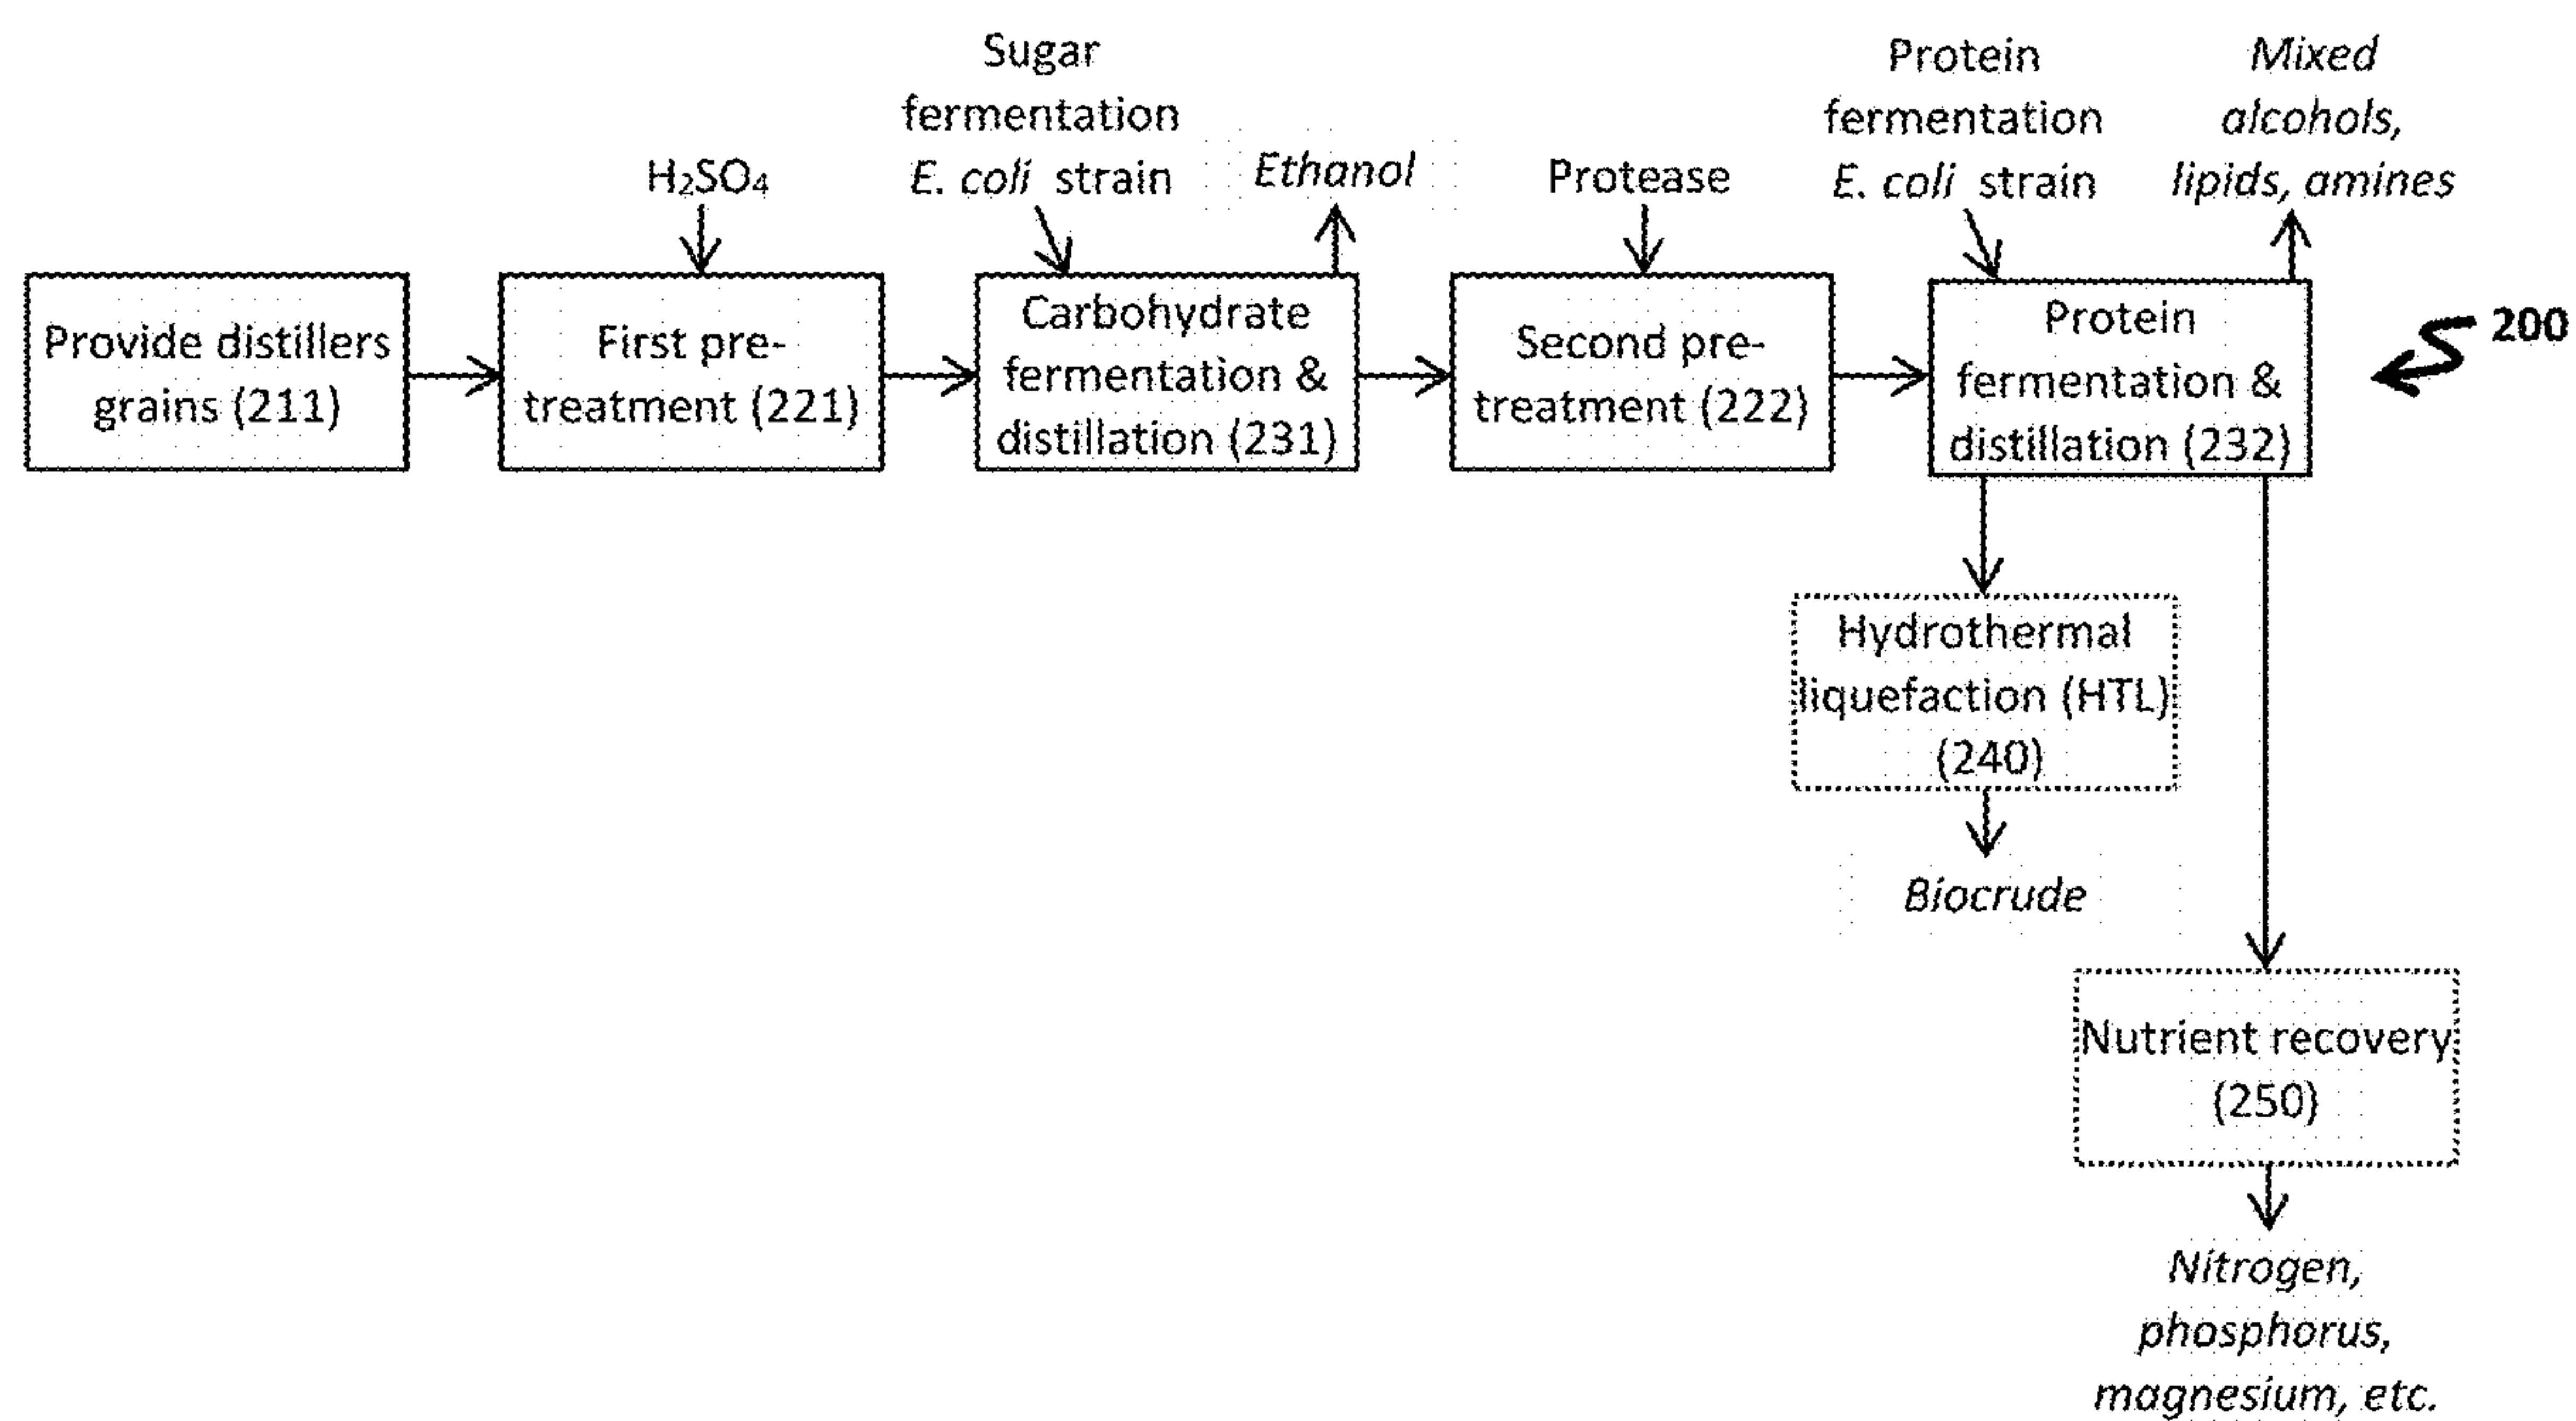 Sugar
fermentation
E. coli strain
Protein
fermentation
E. coli strain
Mixed
alcohols,
lipids, amines
H₂SO₄
Ethanol
Protease
Provide distillers
grains (211)
First pre-
treatment (221)
Carbohydrate
fermentation &
distillation (231)
Second pre-
treatment (222)
Protein
fermentation &
distillation (232)
200
Hydrothermal
liquefaction (HTL)
(240)
Biocrude
Nutrient recovery
(250)
Nitrogen,
phosphorus,
magnesium, etc.